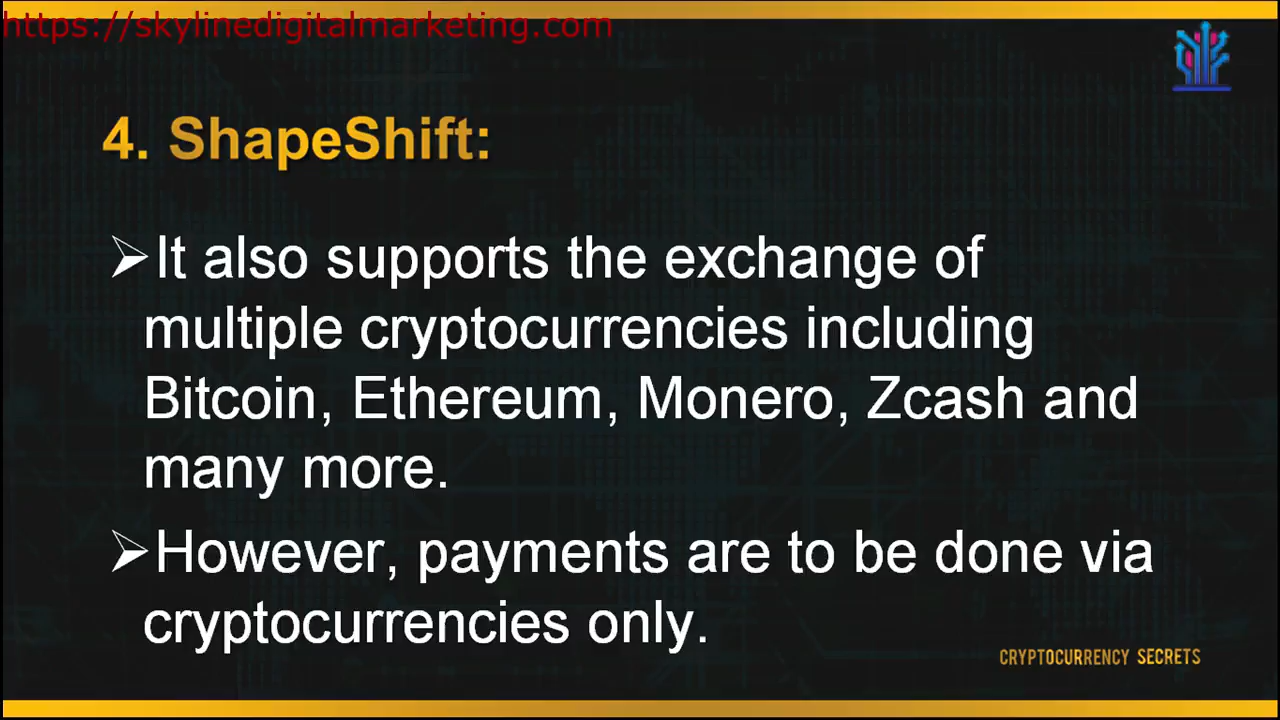 https://skylinedigitalmarketing.com
4. ShapeShift:
➢It also supports the exchange of
multiple cryptocurrencies including
Bitcoin, Ethereum, Monero, Zcash and
many more.
➢However, payments are to be done via
cryptocurrencies only.
CRYPTOCURRENCY SECRETS